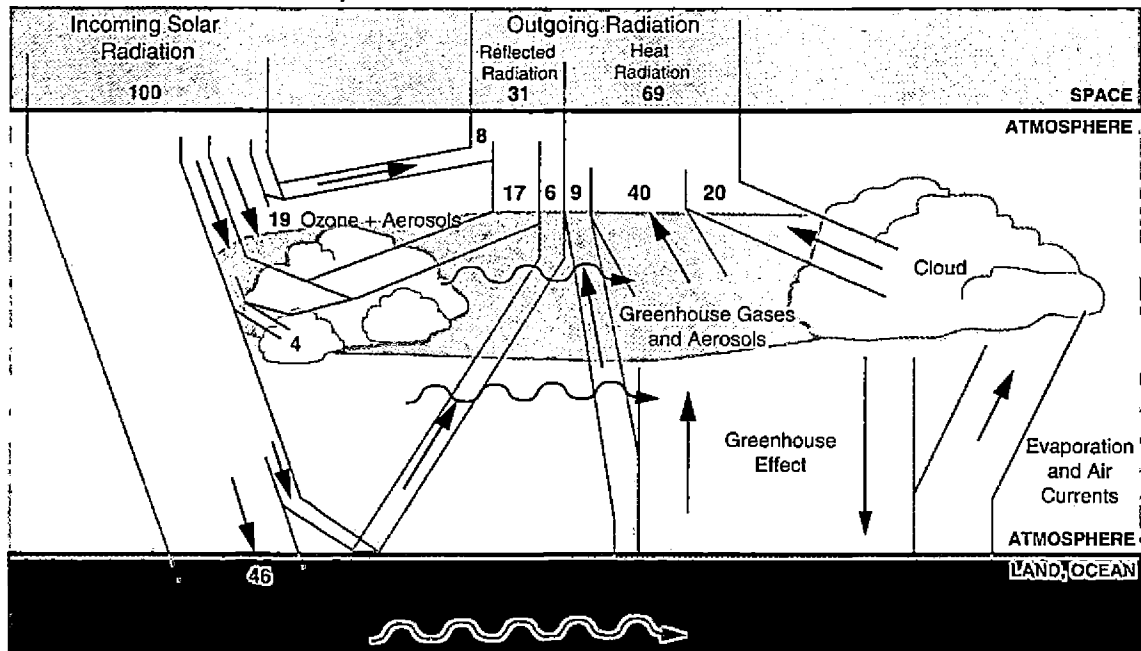 Incoming Solar
Radiation
100
Outgoing Radiation
Reflected
Radiation
31
Heat
Radiation
69
SPACE
ATMOSPHERE
8
17
6
9
40
20
19 Ozone + Aerosols
Cloud
Greenhouse Gases
and Aerosols
4
Greenhouse
Effect
Evaporation
and Air
Currents
ATMOSPHERE
LAND, OCEAN
46